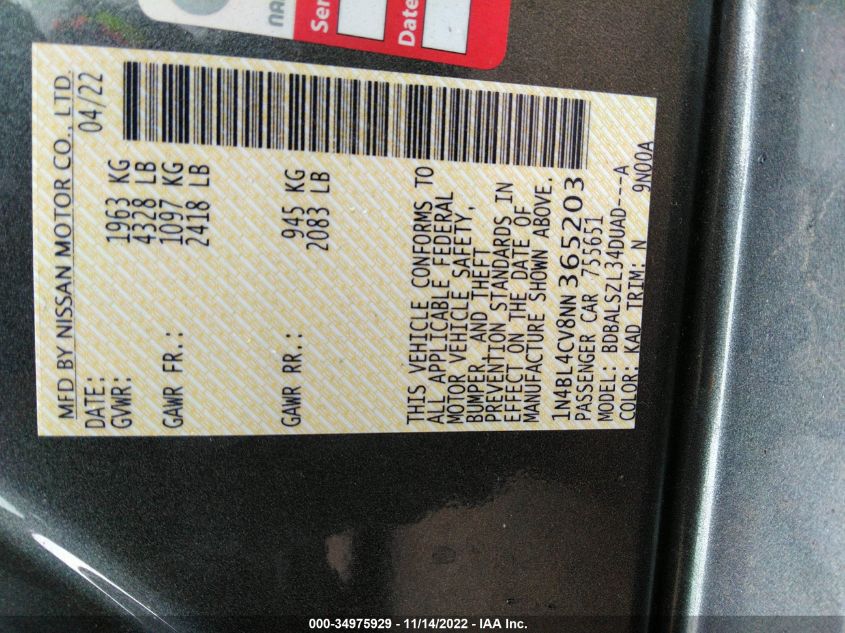 MFD BY NISSAN MOTOR CO., LTD.
DATE: 04/22
GVWR: 1963 KG
4328 LB
GAWR FR.: 1097 KG
2418 LB
GAWR RR.: 945 KG
2083 LB
THIS VEHICLE CONFORMS TO
ALL APPLICABLE FEDERAL
MOTOR VEHICLE SAFETY,
BUMPER, AND THEFT
PREVENTION STANDARDS IN
EFFECT ON THE DATE OF
MANUFACTURE SHOWN ABOVE.
1N4BL4CV8NN365203
PASSENGER CAR 755651
MODEL: BDBALSZL34DUAD---A
COLOR: KAD TRIM: N 9N00A
Ser
Date
000-34975929 - 11/14/2022 - IAA Inc.